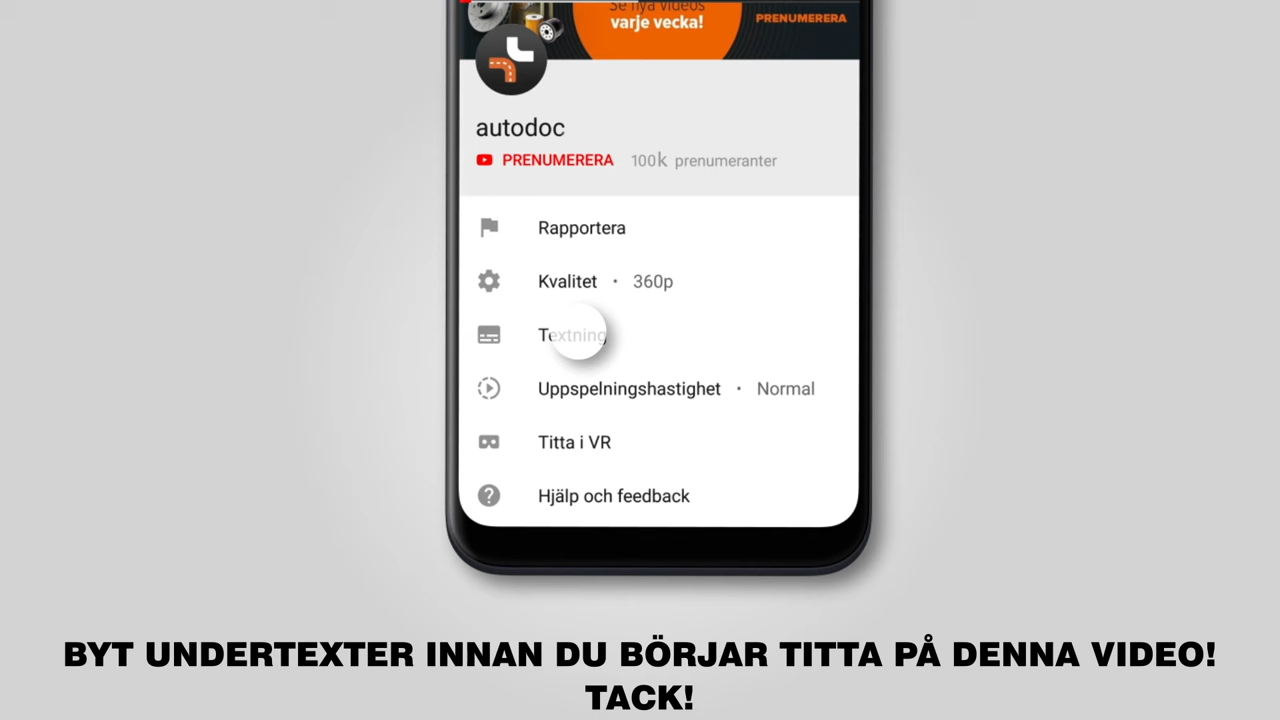 Se nya videos
varje vecka!
PRENUMERERA
autodoc
PRENUMERERA 100k prenumeranter
Rapportera
Kvalitet • 360p
Textning
Uppspelningshastighet • Normal
Titta i VR
Hjälp och feedback
BYT UNDERTEXTER INNAN DU BÖRJAR TITTA PÅ DENNA VIDEO!
TACK!